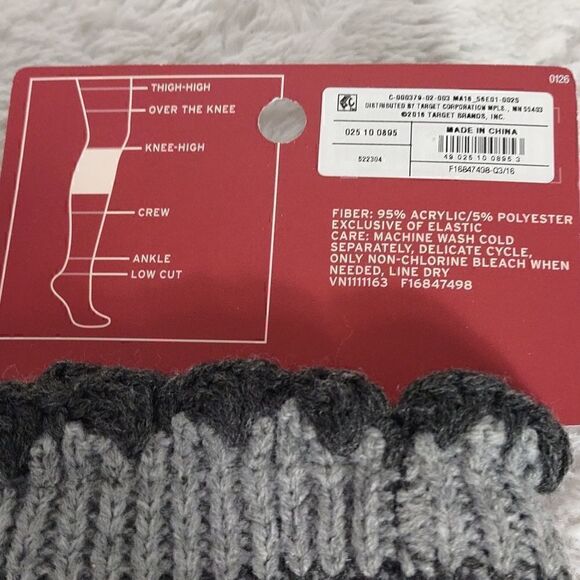 0126
THIGH-HIGH
OVER THE KNEE
KNEE-HIGH
CREW
ANKLE
LOW CUT
C-000379-02-003 MA16_56E01-002S
DISTRIBUTED BY TARGET CORPORATION MPLS., MN 55403
©2016 TARGET BRANDS, INC.
025 10 0895
MADE IN CHINA
49 025 10 0895 3
522304
F16847498-Q3/16
FIBER: 95% ACRYLIC/5% POLYESTER
EXCLUSIVE OF ELASTIC
CARE: MACHINE WASH COLD
SEPARATELY, DELICATE CYCLE,
ONLY NON-CHLORINE BLEACH WHEN
NEEDED, LINE DRY
VN1111163 F16847498